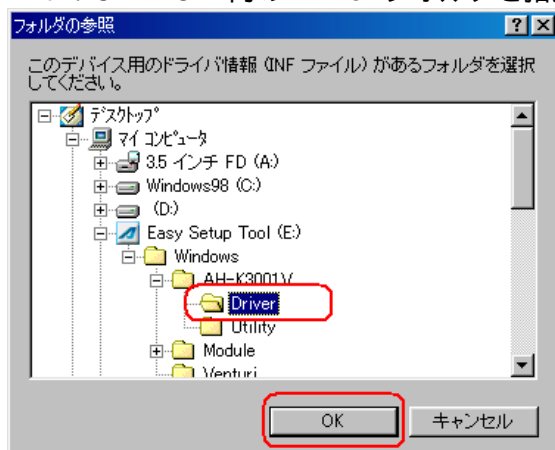 フォルダの参照
このデバイス用のドライバ情報 (INF ファイル) があるフォルダを選択
してください。
デスクトップ
マイ コンピュータ
3.5 インチ FD (A:)
Windows98 (C:)
(D:)
Easy Setup Tool (E:)
Windows
AH-K3001V
Driver
Utility
Module
Venturi
OK
キャンセル